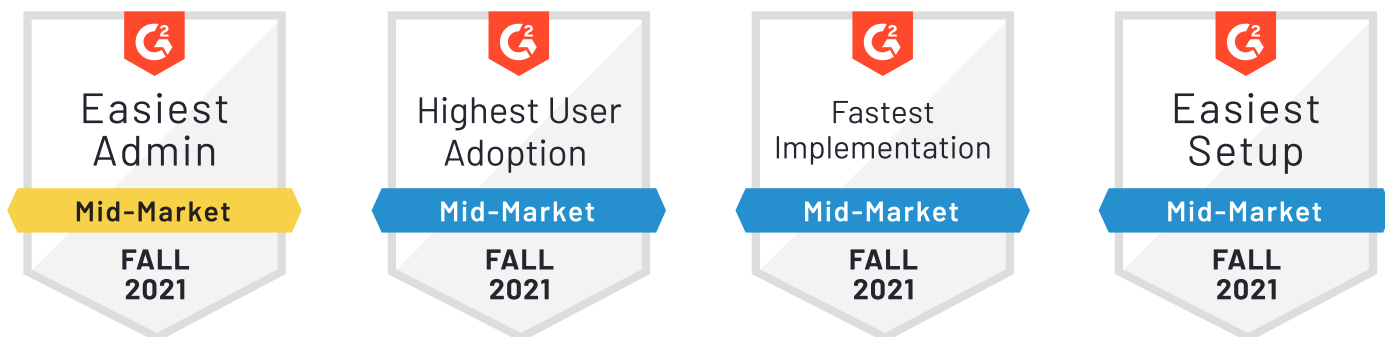 G2
Easiest
Admin
Mid-Market
FALL
2021
G2
Highest User
Adoption
Mid-Market
FALL
2021
G2
Fastest
Implementation
Mid-Market
FALL
2021
G2
Easiest
Setup
Mid-Market
FALL
2021